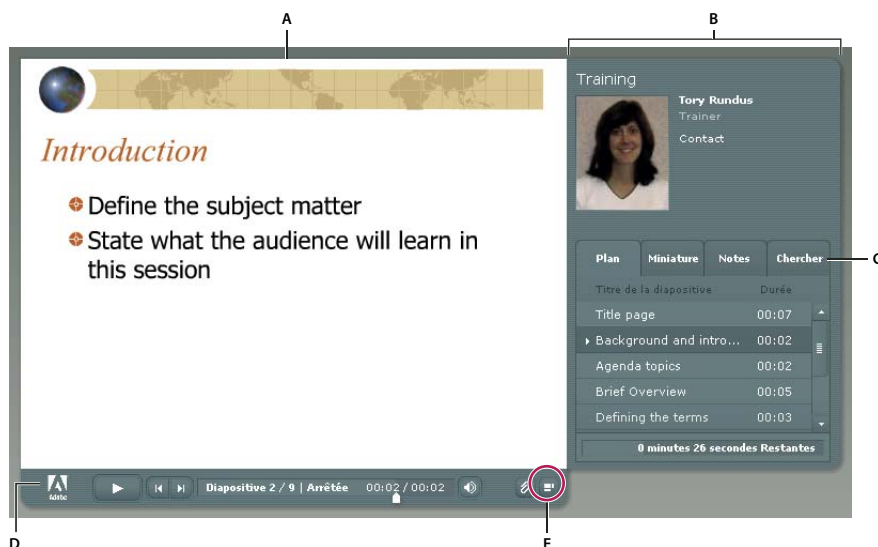 A
B
Training
Tory Rundus
Trainer
Contact
Introduction
Define the subject matter
State what the audience will learn in
this session
Plan Miniature Notes Chercher
C
Titre de la diapositive Durée
Title page 00:07
Background and intro... 00:02
Agenda topics 00:02
Brief Overview 00:05
Defining the terms 00:03
0 minutes 26 secondes Restantes
Adobe
Diapositive 2 / 9 | Arrêtée 00:02 / 00:02
D
E